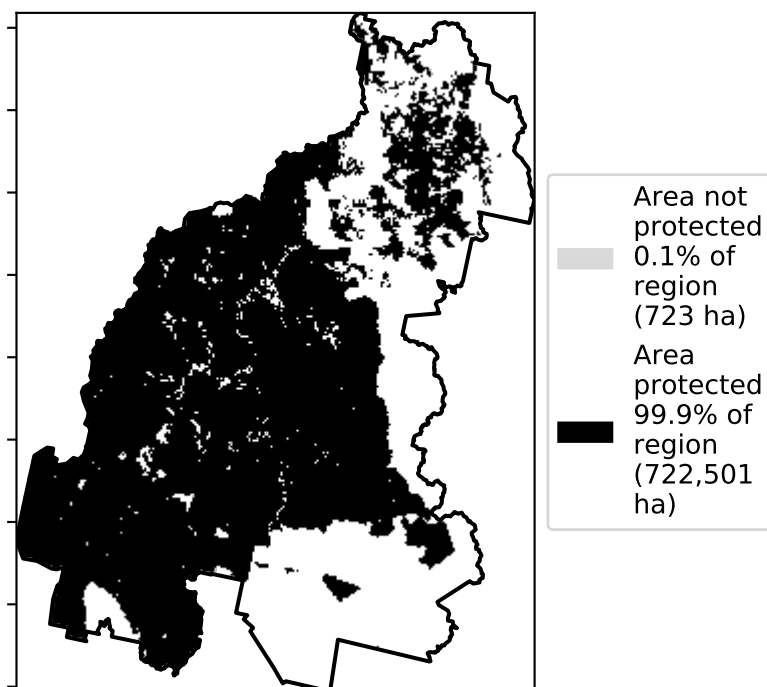 Area not
protected
0.1% of
region
(723 ha)
Area
protected
99.9% of
region
(722,501
ha)